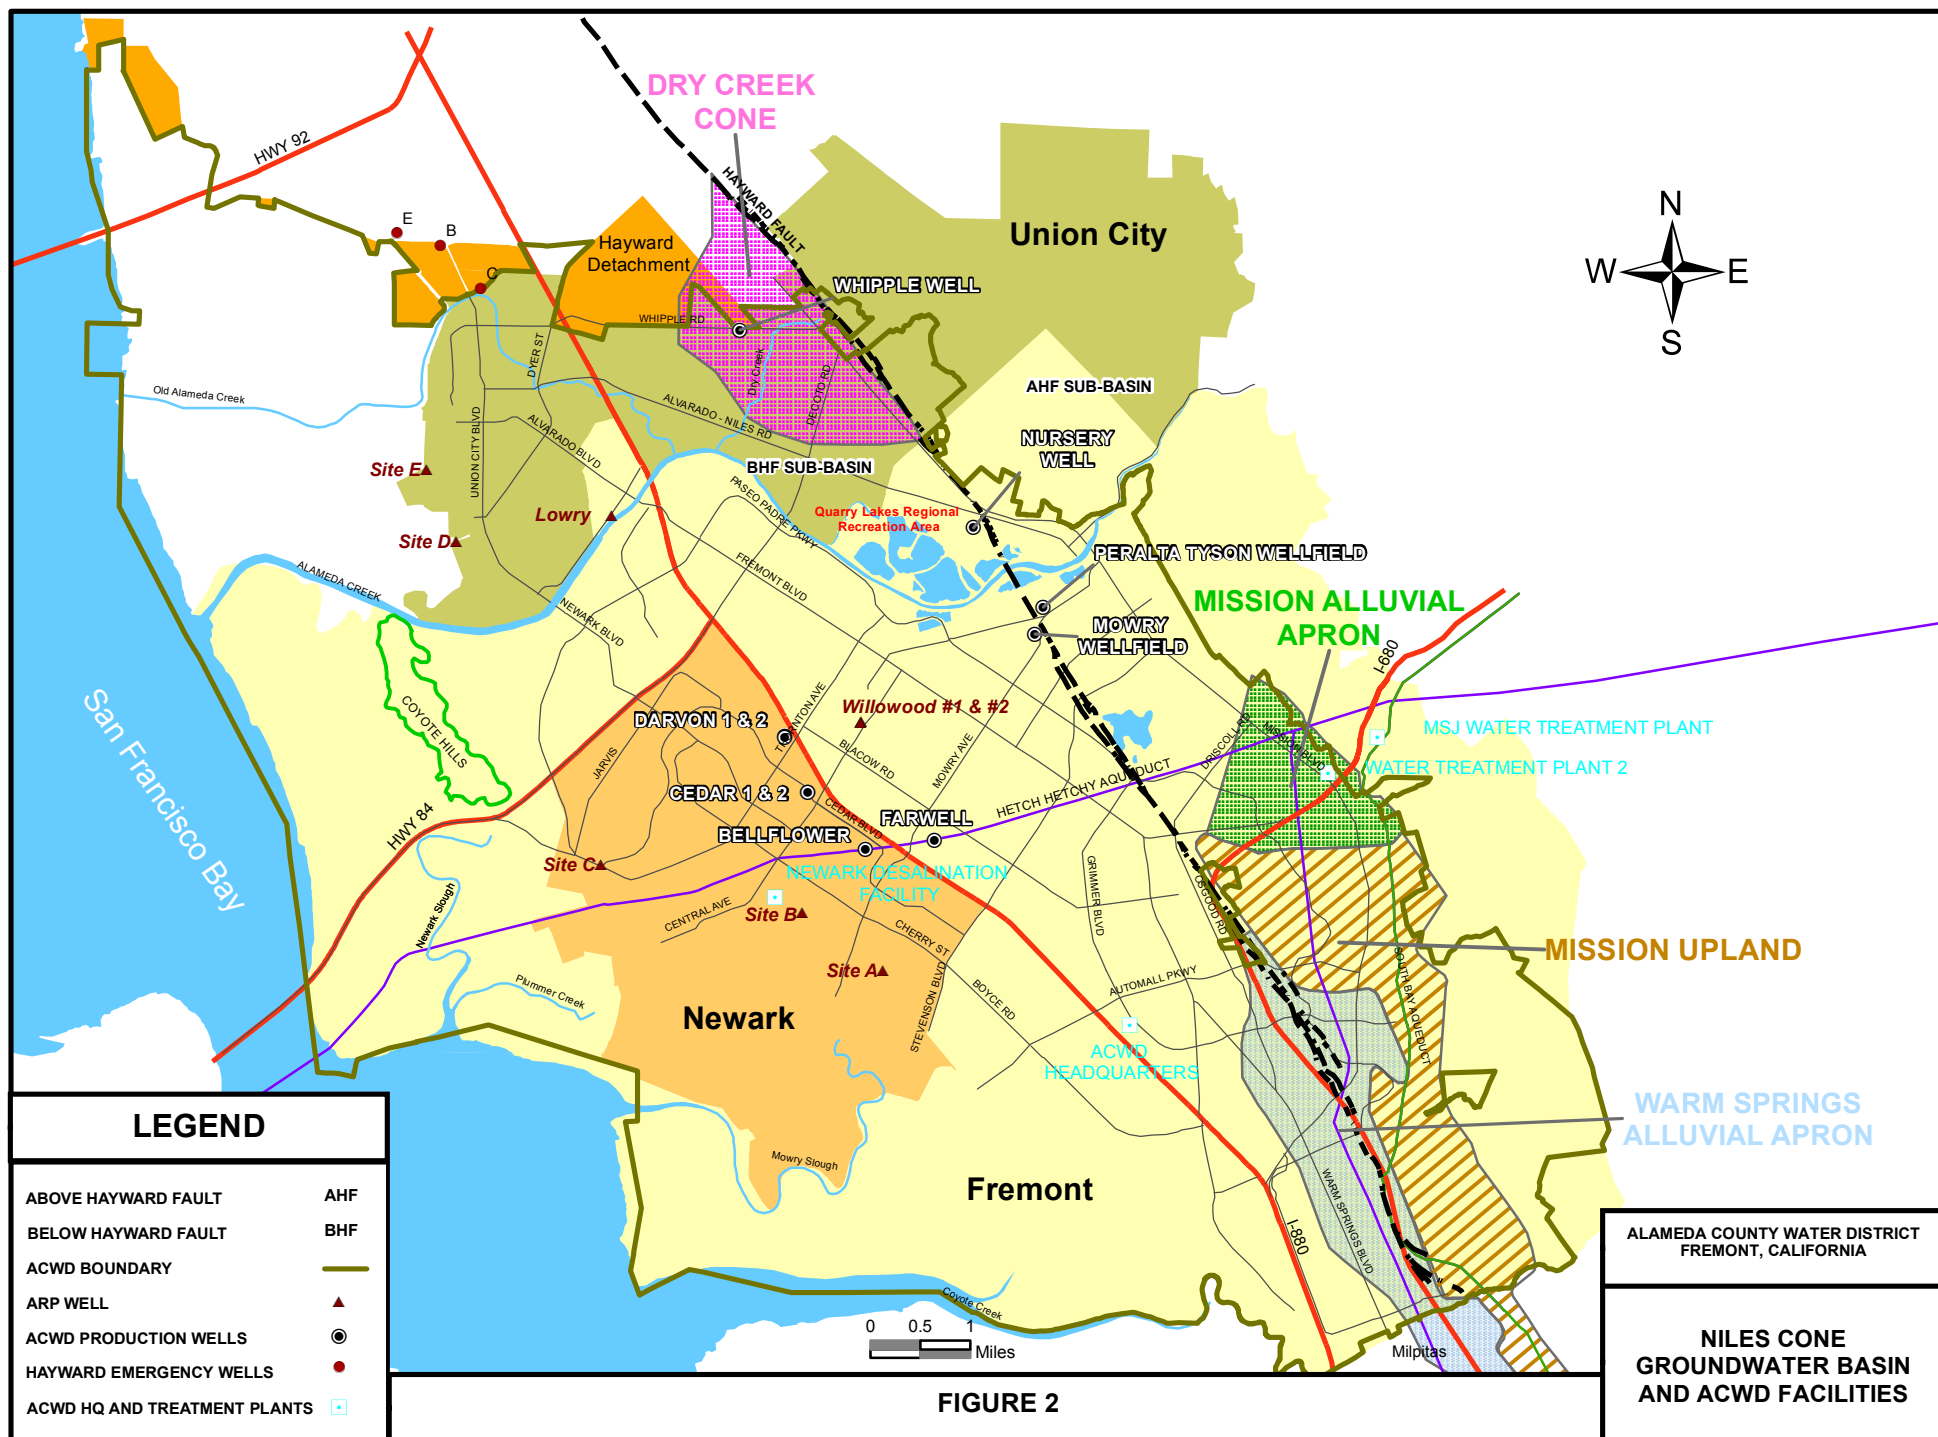 DRY CREEK
CONE
HWY 92
HAYWARD FAULT
E
B
C
Hayward
Detachment
Union City
N
W
E
S
WHIPPLE WELL
WHIPPLE RD
DYER ST
Dry Creek
DECOTO RD
Old Alameda Creek
UNION CITY BLVD
ALVARADO BLVD
ALVARADO - NILES RD
AHF SUB-BASIN
NURSERY
WELL
BHF SUB-BASIN
Site E
Lowry
Site D
PASEO PADRE PKWY
Quarry Lakes Regional
Recreation Area
PERALTA TYSON WELLFIELD
ALAMEDA CREEK
NEWARK BLVD
FREMONT BLVD
MISSION ALLUVIAL
APRON
MOWRY
WELLFIELD
I-680
COYOTE HILLS
San Francisco Bay
DARVON 1 & 2
THORNTON AVE
Willowood #1 & #2
JARVIS
BLACOW RD
MOWRY AVE
DRISCOLL RD
MISSION BLVD
MSJ WATER TREATMENT PLANT
WATER TREATMENT PLANT 2
HETCH HETCHY AQUEDUCT
CEDAR 1 & 2
CEDAR BLVD
FARWELL
BELLFLOWER
HWY 84
Site C
NEWARK DESALINATION
FACILITY
GRIMMER BLVD
OSGOOD RD
Newark Slough
CENTRAL AVE
Site B
CHERRY ST
Site A
MISSION UPLAND
SOUTH BAY AQUEDUCT
Plummer Creek
STEVENSON BLVD
BOYCE RD
AUTOMALL PKWY
Newark
ACWD
HEADQUARTERS
WARM SPRINGS
ALLUVIAL APRON
Mowry Slough
Fremont
WARM SPRINGS BLVD
I-880
Coyote Creek
0 0.5 1
Miles
Milpitas
LEGEND
ABOVE HAYWARD FAULT AHF
BELOW HAYWARD FAULT BHF
ACWD BOUNDARY
ARP WELL
ACWD PRODUCTION WELLS
HAYWARD EMERGENCY WELLS
ACWD HQ AND TREATMENT PLANTS
FIGURE 2
ALAMEDA COUNTY WATER DISTRICT
FREMONT, CALIFORNIA
NILES CONE
GROUNDWATER BASIN
AND ACWD FACILITIES